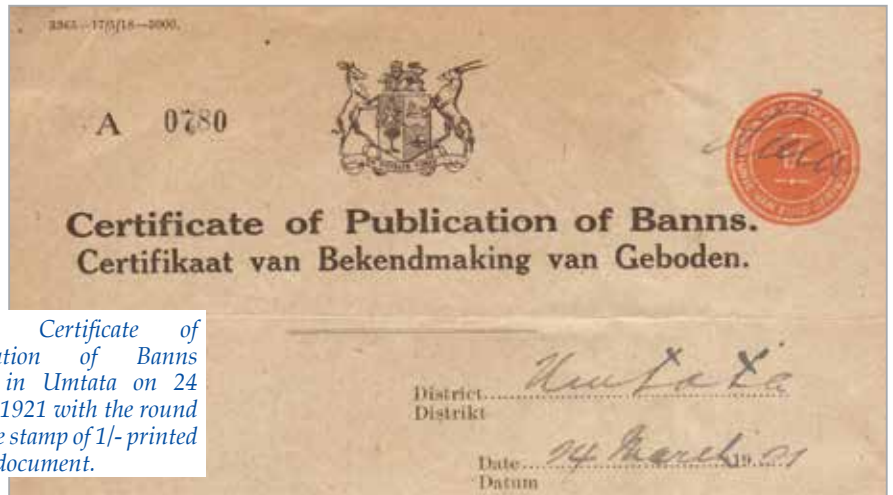 3365—17/5/18—3000.
A 0780
Certificate of Publication of Banns.
Certifikaat van Bekendmaking van Geboden.
Certificate of
ation of Banns
in Umtata on 24
1921 with the round
e stamp of 1/- printed
document.
District Umtata
Distrikt
Date 24 March 19 21
Datum